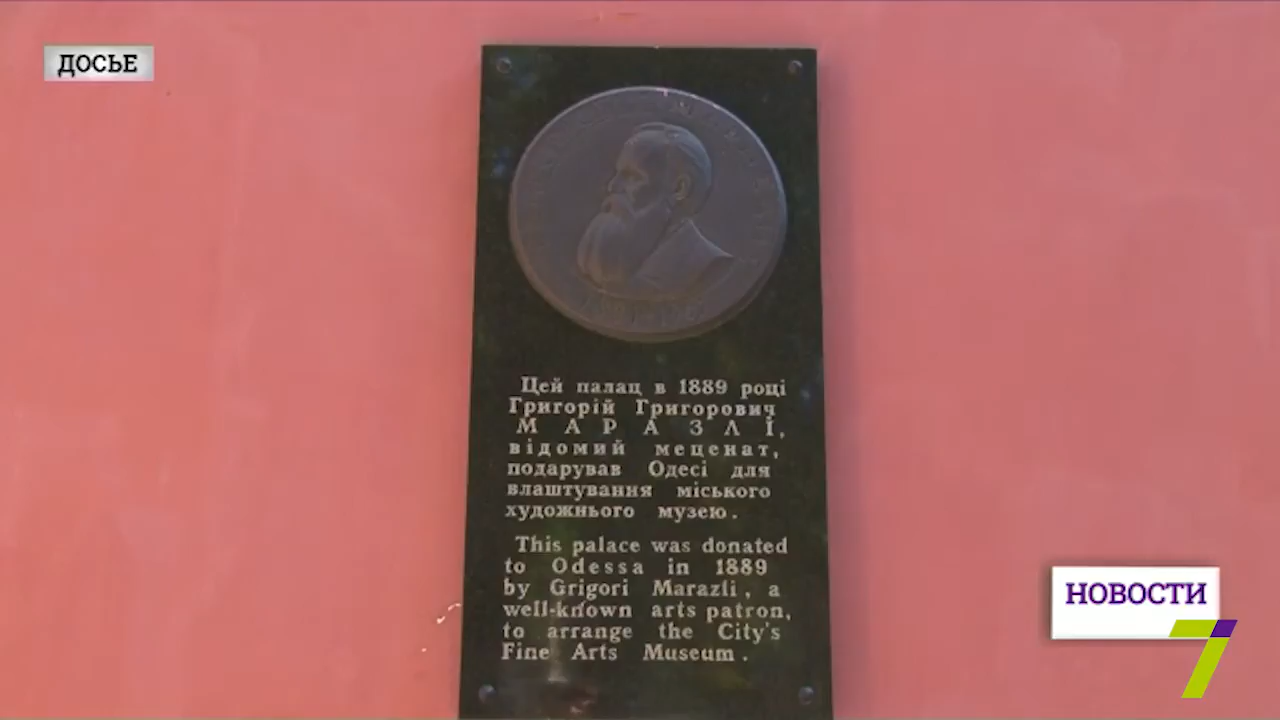 ДОСЬЕ
Цей палац в 1889 році
Григорій Григорович
МАРАЗЛІ,
відомий меценат,
подарував Одесі для
влаштування міського
художнього музею.
This palace was donated
to Odessa in 1889
by Grigori Marazli, a
well-known arts patron,
to arrange the City's
Fine Arts Museum.
НОВОСТИ
7